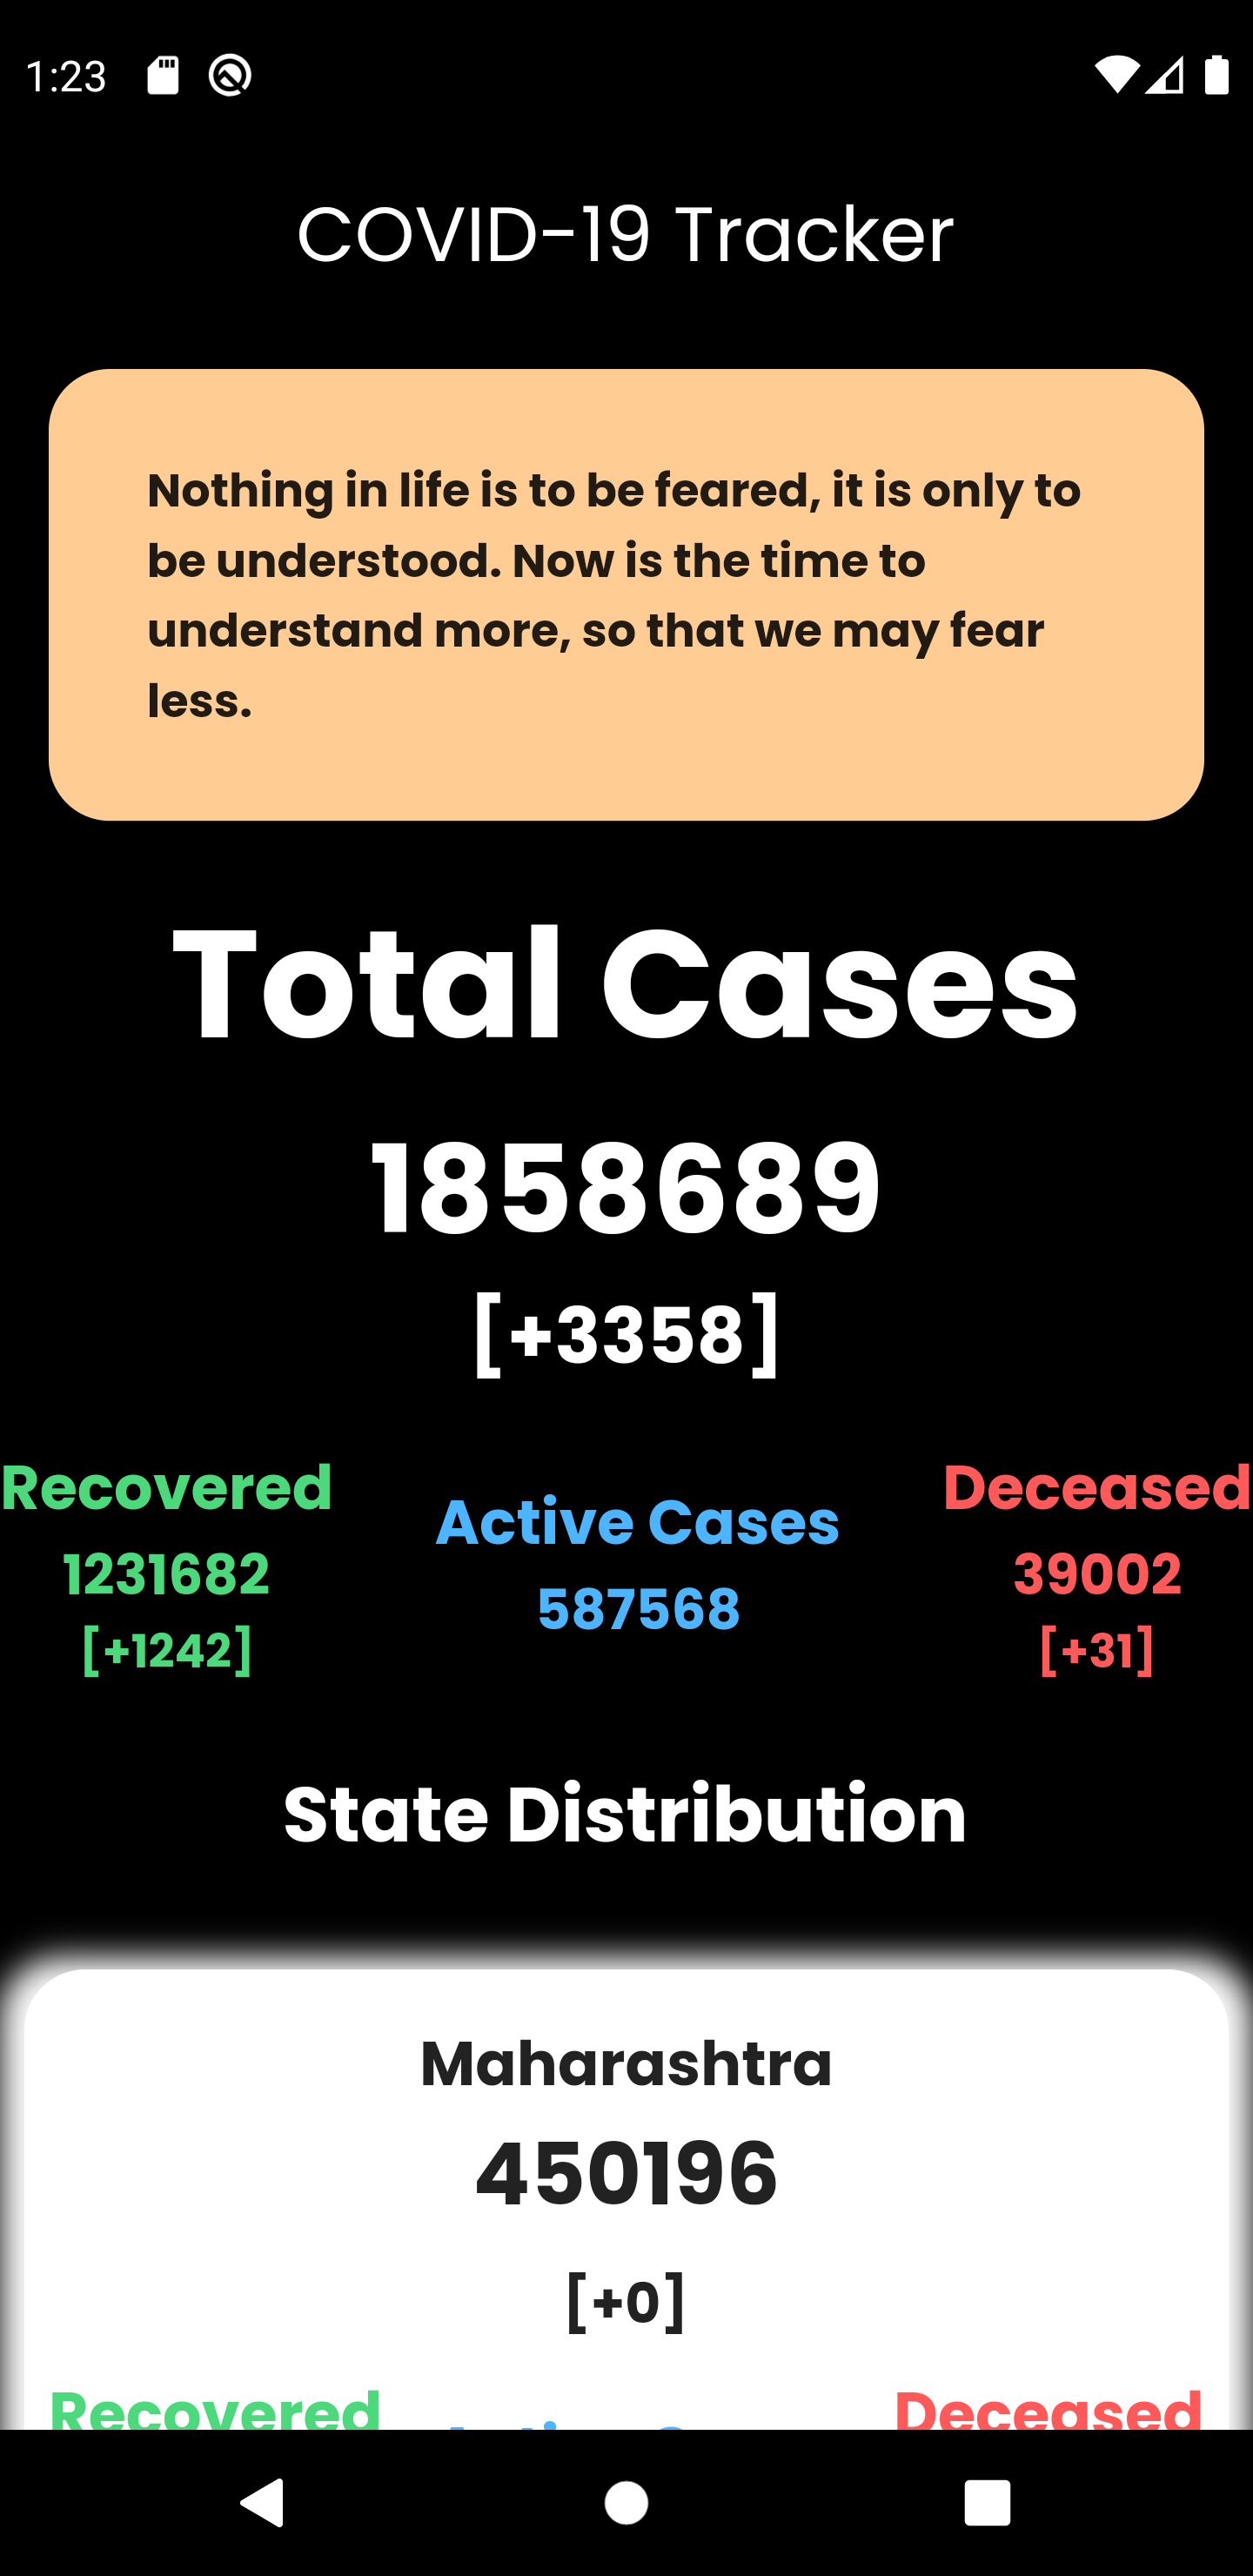 1:23
COVID-19 Tracker
Nothing in life is to be feared, it is only to
be understood. Now is the time to
understand more, so that we may fear
less.
Total Cases
1858689
[+3358]
Recovered
1231682
[+1242]
Active Cases
587568
Deceased
39002
[+31]
State Distribution
Maharashtra
450196
[+0]
Recovered
Deceased